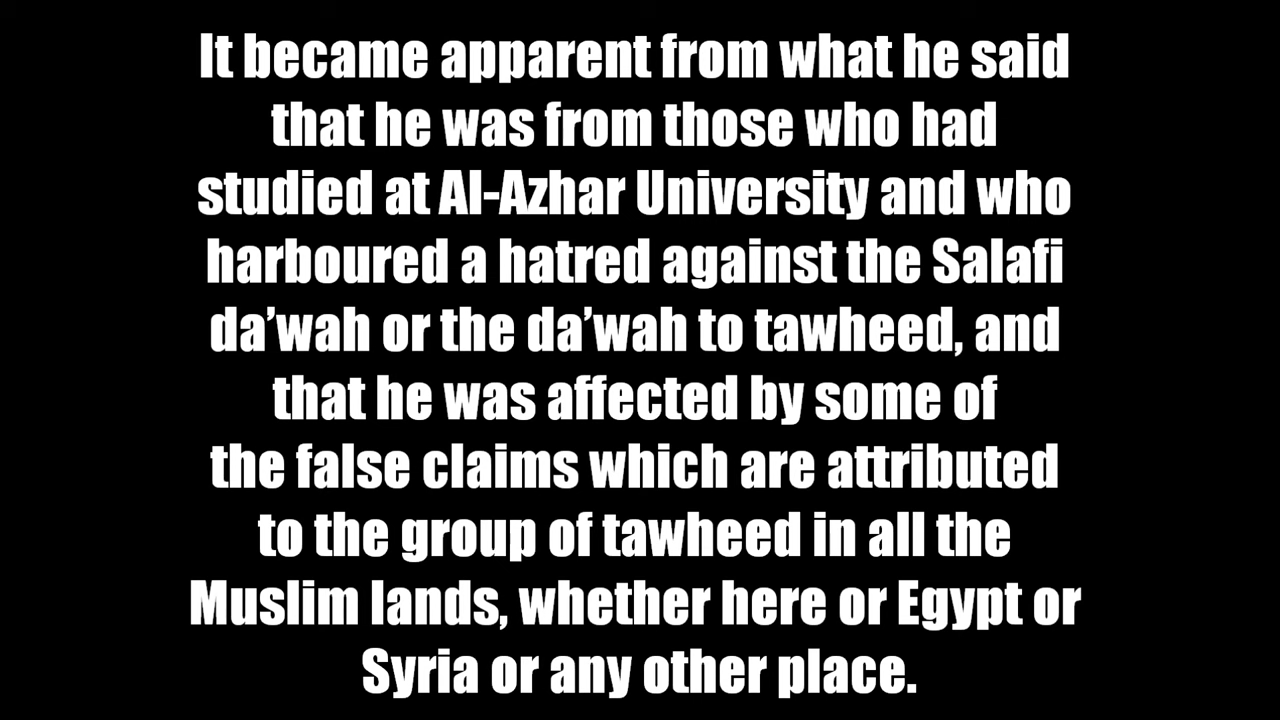 It became apparent from what he said
that he was from those who had
studied at Al-Azhar University and who
harboured a hatred against the Salafi
da’wah or the da’wah to tawheed, and
that he was affected by some of
the false claims which are attributed
to the group of tawheed in all the
Muslim lands, whether here or Egypt or
Syria or any other place.